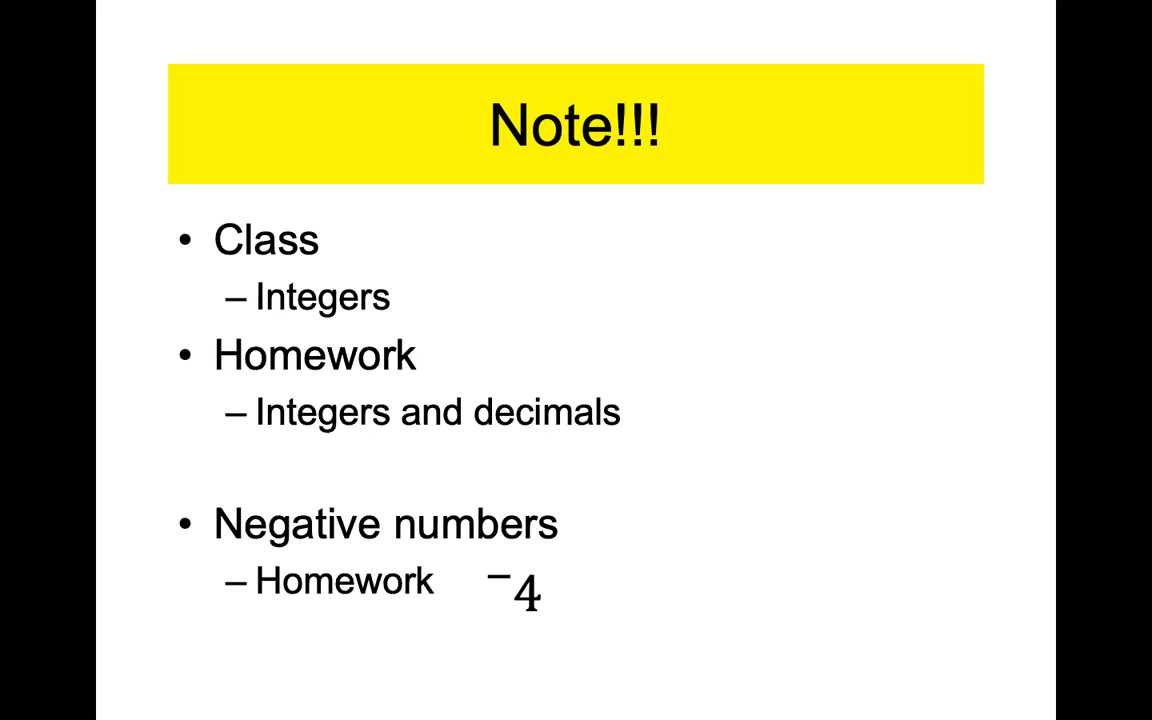 Note!!!
• Class
– Integers
• Homework
– Integers and decimals
• Negative numbers
– Homework ⁻4